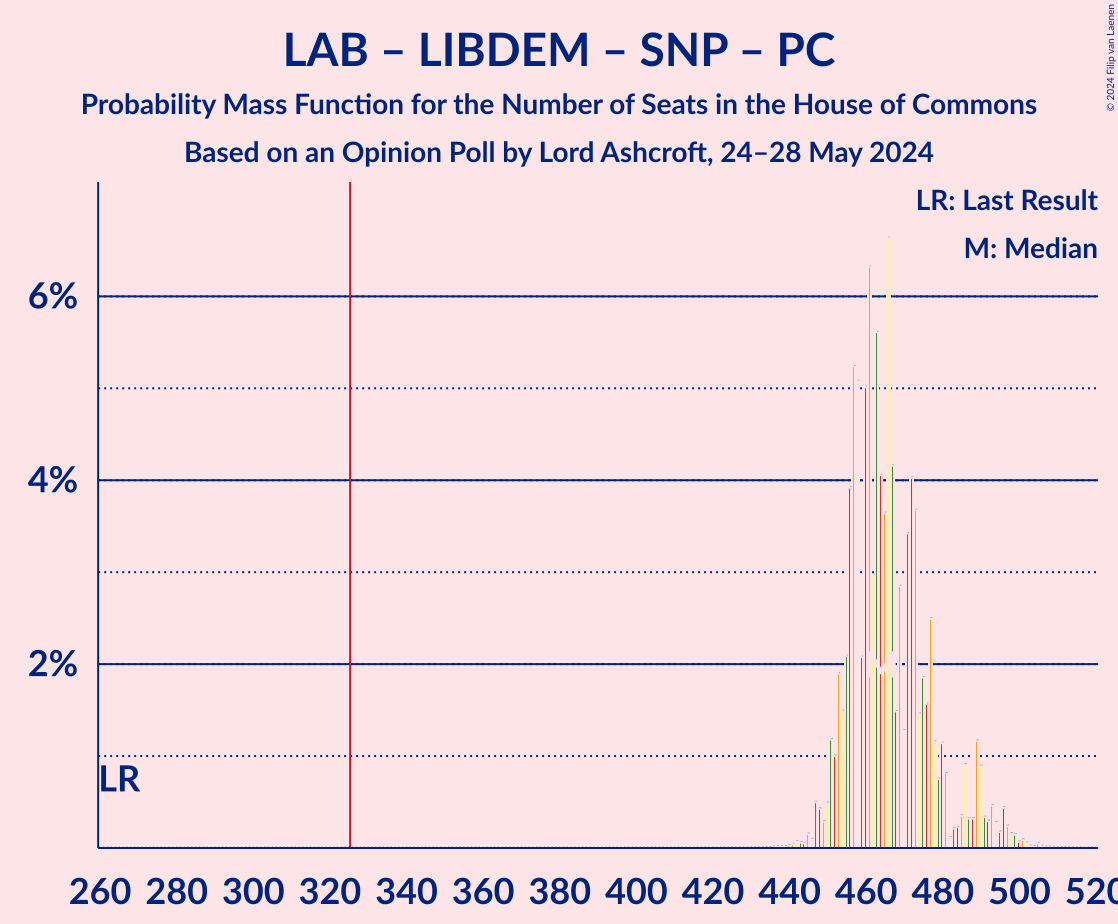 LAB – LIBDEM – SNP – PC
Probability Mass Function for the Number of Seats in the House of Commons
Based on an Opinion Poll by Lord Ashcroft, 24–28 May 2024
© 2024 Filip van Laenen
LR: Last Result
M: Median
6%
4%
2%
LR
260 280 300 320 340 360 380 400 420 440 460 480 500 520